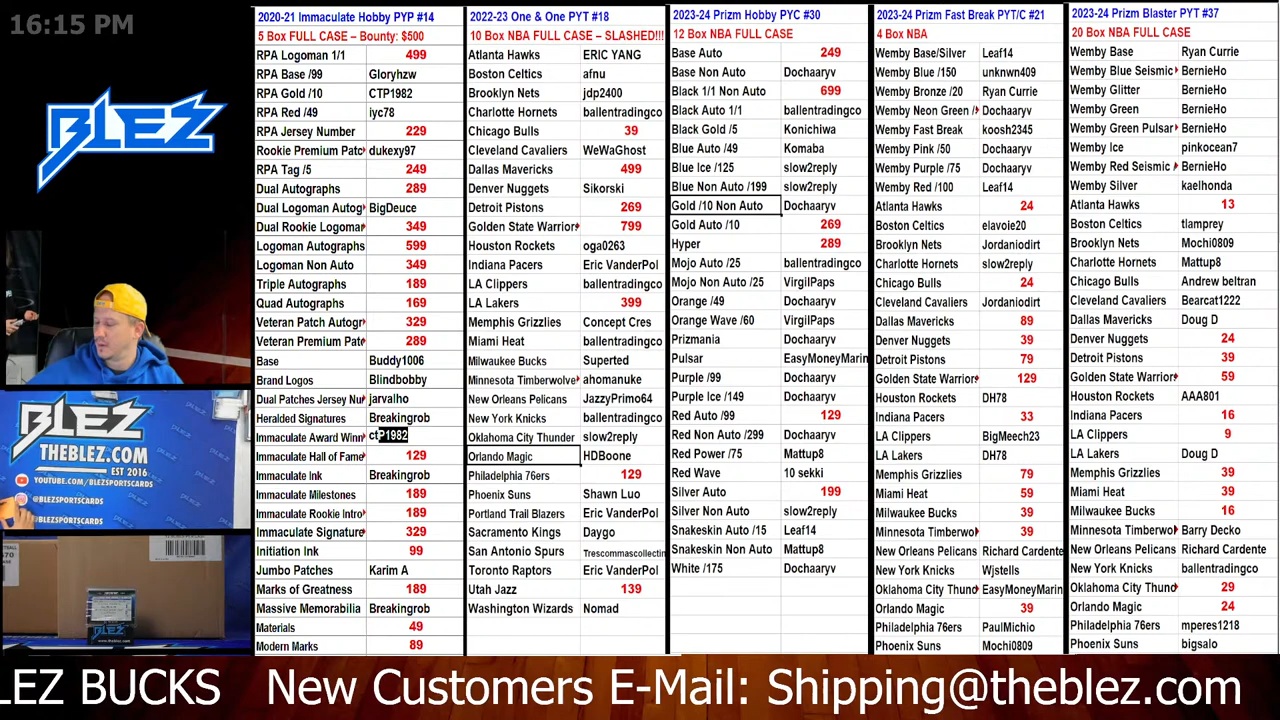 16:15 PM
BLEZ
BLEZ
THEBLEZ.COM
EST 2016
YOUTUBE.COM/BLEZSPORTSCARDS
@BLEZSPORTSCARDS
@BLEZSPORTSCARDS
BLEZ
2020-21 Immaculate Hobby PYP #14
5 Box FULL CASE – Bounty: $500
RPA Logoman 1/1 499
RPA Base /99 Gloryhzw
RPA Gold /10 CTP1982
RPA Red /49 iyc78
RPA Jersey Number 229
Rookie Premium Patc dukexy97
RPA Tag /5 249
Dual Autographs 289
Dual Logoman Autog BigDeuce
Dual Rookie Logoma 349
Logoman Autographs 599
Logoman Non Auto 349
Triple Autographs 189
Quad Autographs 169
Veteran Patch Autogr 329
Veteran Premium Pate 289
Base Buddy1006
Brand Logos Blindbobby
Dual Patches Jersey Nu jarvalho
Heralded Signatures Breakingrob
Immaculate Award Winn ctP1982
Immaculate Hall of Fame 129
Immaculate Ink Breakingrob
Immaculate Milestones 189
Immaculate Rookie Intro 189
Immaculate Signature 329
Initiation Ink 99
Jumbo Patches Karim A
Marks of Greatness 189
Massive Memorabilia Breakingrob
Materials 49
Modern Marks 89
2022-23 One & One PYT #18
10 Box NBA FULL CASE – SLASHED!!!
Atlanta Hawks ERIC YANG
Boston Celtics afnu
Brooklyn Nets jdp2400
Charlotte Hornets ballentradingco
Chicago Bulls 39
Cleveland Cavaliers WeWaGhost
Dallas Mavericks 499
Denver Nuggets Sikorski
Detroit Pistons 269
Golden State Warrior 799
Houston Rockets oga0263
Indiana Pacers Eric VanderPol
LA Clippers ballentradingco
LA Lakers 399
Memphis Grizzlies Concept Cres
Miami Heat ballentradingco
Milwaukee Bucks Superted
Minnesota Timberwolve ahomanuke
New Orleans Pelicans JazzyPrimo64
New York Knicks ballentradingco
Oklahoma City Thunder slow2reply
Orlando Magic HDBoone
Philadelphia 76ers 129
Phoenix Suns Shawn Luo
Portland Trail Blazers Eric VanderPol
Sacramento Kings Daygo
San Antonio Spurs Trescommascollectin
Toronto Raptors Eric VanderPol
Utah Jazz 139
Washington Wizards Nomad
2023-24 Prizm Hobby PYC #30
12 Box NBA FULL CASE
Base Auto 249
Base Non Auto Dochaaryv
Black 1/1 Non Auto 699
Black Auto 1/1 ballentradingco
Black Gold /5 Konichiwa
Blue Auto /49 Komaba
Blue Ice /125 slow2reply
Blue Non Auto /199 slow2reply
Gold /10 Non Auto Dochaaryv
Gold Auto /10 269
Hyper 289
Mojo Auto /25 ballentradingco
Mojo Non Auto /25 VirgilPaps
Orange /49 Dochaaryv
Orange Wave /60 VirgilPaps
Prizmania Dochaaryv
Pulsar EasyMoneyMarin
Purple /99 Dochaaryv
Purple Ice /149 Dochaaryv
Red Auto /99 129
Red Non Auto /299 Dochaaryv
Red Power /75 Mattup8
Red Wave 10 sekki
Silver Auto 199
Silver Non Auto slow2reply
Snakeskin Auto /15 Leaf14
Snakeskin Non Auto Mattup8
White /175 Dochaaryv
2023-24 Prizm Fast Break PYT/C #21
4 Box NBA
Wemby Base/Silver Leaf14
Wemby Blue /150 unknwn409
Wemby Bronze /20 Ryan Currie
Wemby Neon Green / Dochaaryv
Wemby Fast Break koosh2345
Wemby Pink /50 Dochaaryv
Wemby Purple /75 Dochaaryv
Wemby Red /100 Leaf14
Atlanta Hawks 24
Boston Celtics elavoie20
Brooklyn Nets Jordaniodirt
Charlotte Hornets slow2reply
Chicago Bulls 24
Cleveland Cavaliers Jordaniodirt
Dallas Mavericks 89
Denver Nuggets 39
Detroit Pistons 79
Golden State Warrior 129
Houston Rockets DH78
Indiana Pacers 33
LA Clippers BigMeech23
LA Lakers DH78
Memphis Grizzlies 79
Miami Heat 59
Milwaukee Bucks 39
Minnesota Timberwo 39
New Orleans Pelicans Richard Cardente
New York Knicks Wjstells
Oklahoma City Thun EasyMoneyMarin
Orlando Magic 39
Philadelphia 76ers PaulMichio
Phoenix Suns Mochi0809
2023-24 Prizm Blaster PYT #37
20 Box NBA FULL CASE
Wemby Base Ryan Currie
Wemby Blue Seismic BernieHo
Wemby Glitter BernieHo
Wemby Green BernieHo
Wemby Green Pulsar BernieHo
Wemby Ice pinkocean7
Wemby Red Seismic BernieHo
Wemby Silver kaelhonda
Atlanta Hawks 13
Boston Celtics tlamprey
Brooklyn Nets Mochi0809
Charlotte Hornets Mattup8
Chicago Bulls Andrew beltran
Cleveland Cavaliers Bearcat1222
Dallas Mavericks Doug D
Denver Nuggets 24
Detroit Pistons 39
Golden State Warrior 59
Houston Rockets AAA801
Indiana Pacers 16
LA Clippers 9
LA Lakers Doug D
Memphis Grizzlies 39
Miami Heat 39
Milwaukee Bucks 16
Minnesota Timberwo Barry Decko
New Orleans Pelicans Richard Cardente
New York Knicks ballentradingco
Oklahoma City Thun 29
Orlando Magic 24
Philadelphia 76ers mperes1218
Phoenix Suns bigsalo
LEZ BUCKS New Customers E-Mail: Shipping@theblez.com